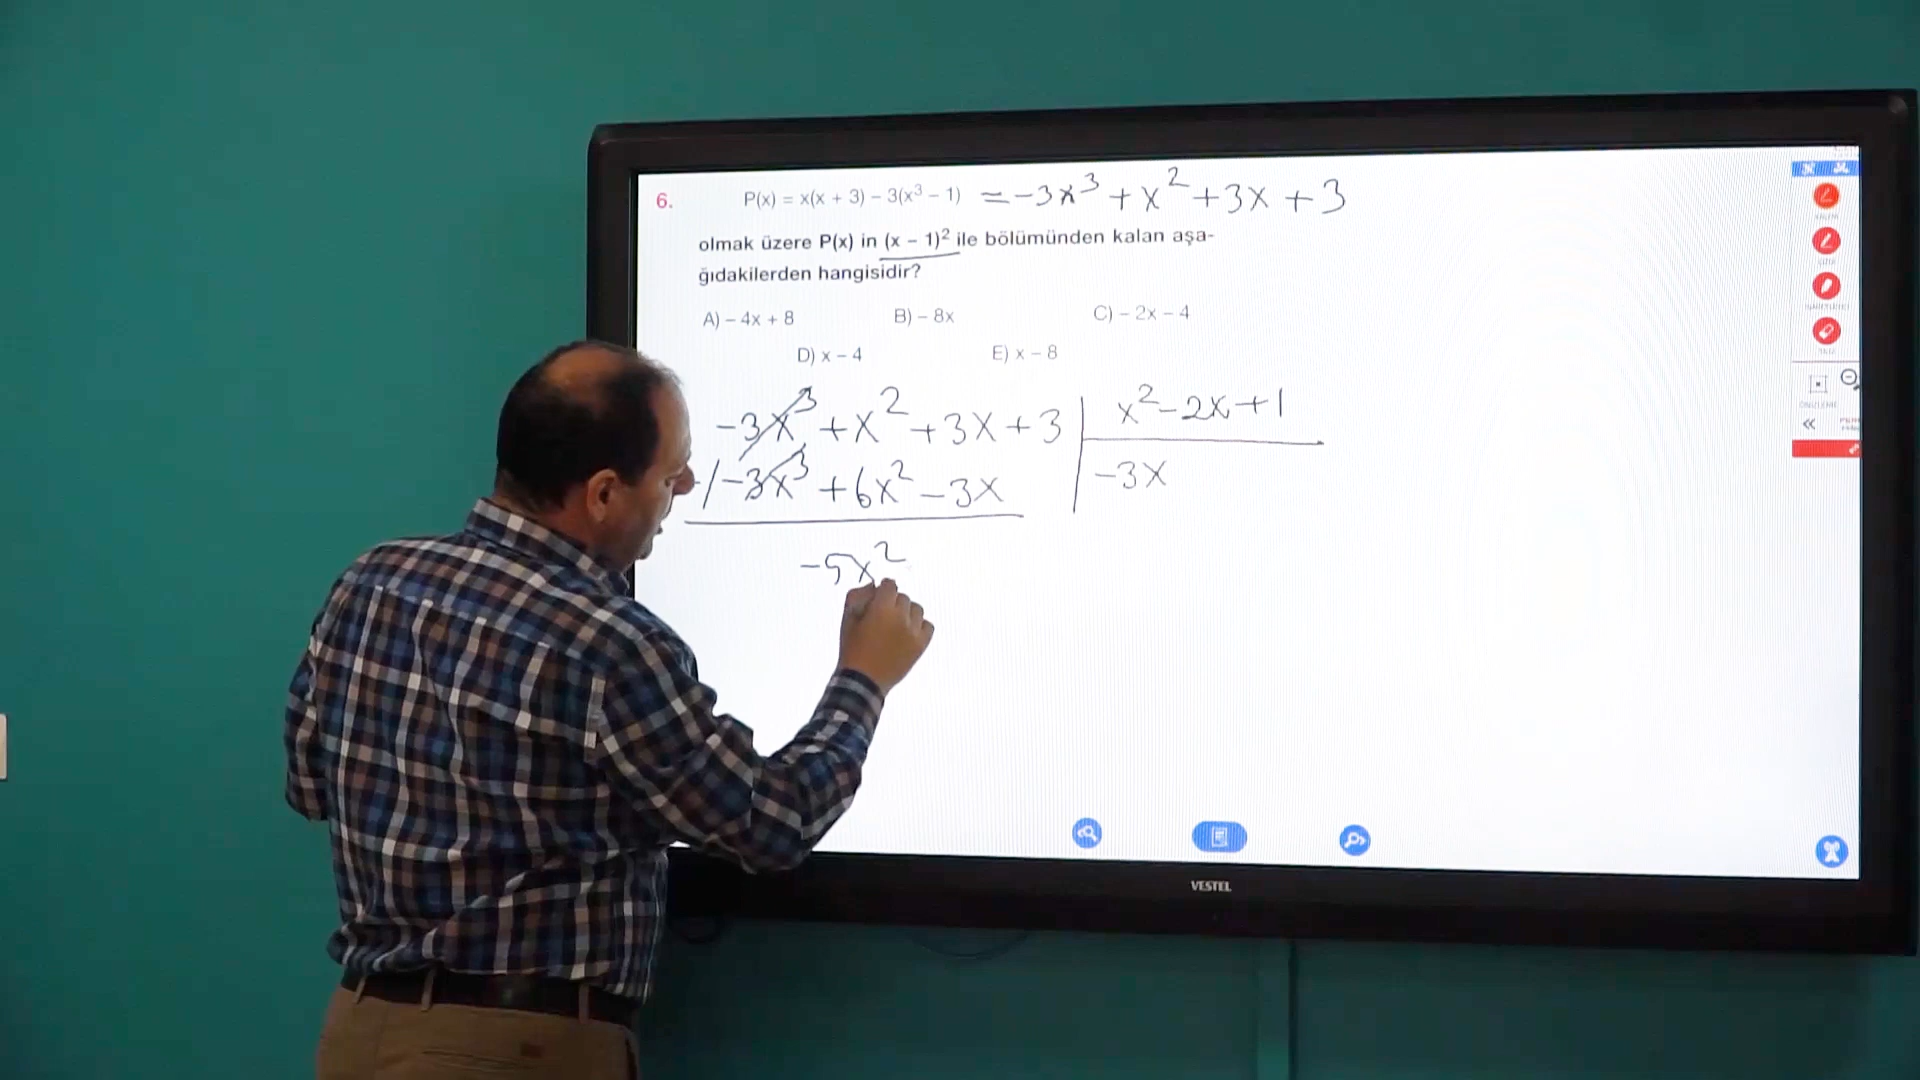 6. P(x) = x(x + 3) – 3(x³ – 1) = -3x³ + x² + 3x + 3
olmak üzere P(x) in (x – 1)² ile bölümünden kalan aşa-
ğıdakilerden hangisidir?
A) – 4x + 8 B) – 8x C) – 2x – 4
D) x – 4 E) x – 8
-3x³ + x² + 3x + 3 x² - 2x + 1
-/-3x³ + 6x² - 3x -3x
-5x²
VESTEL